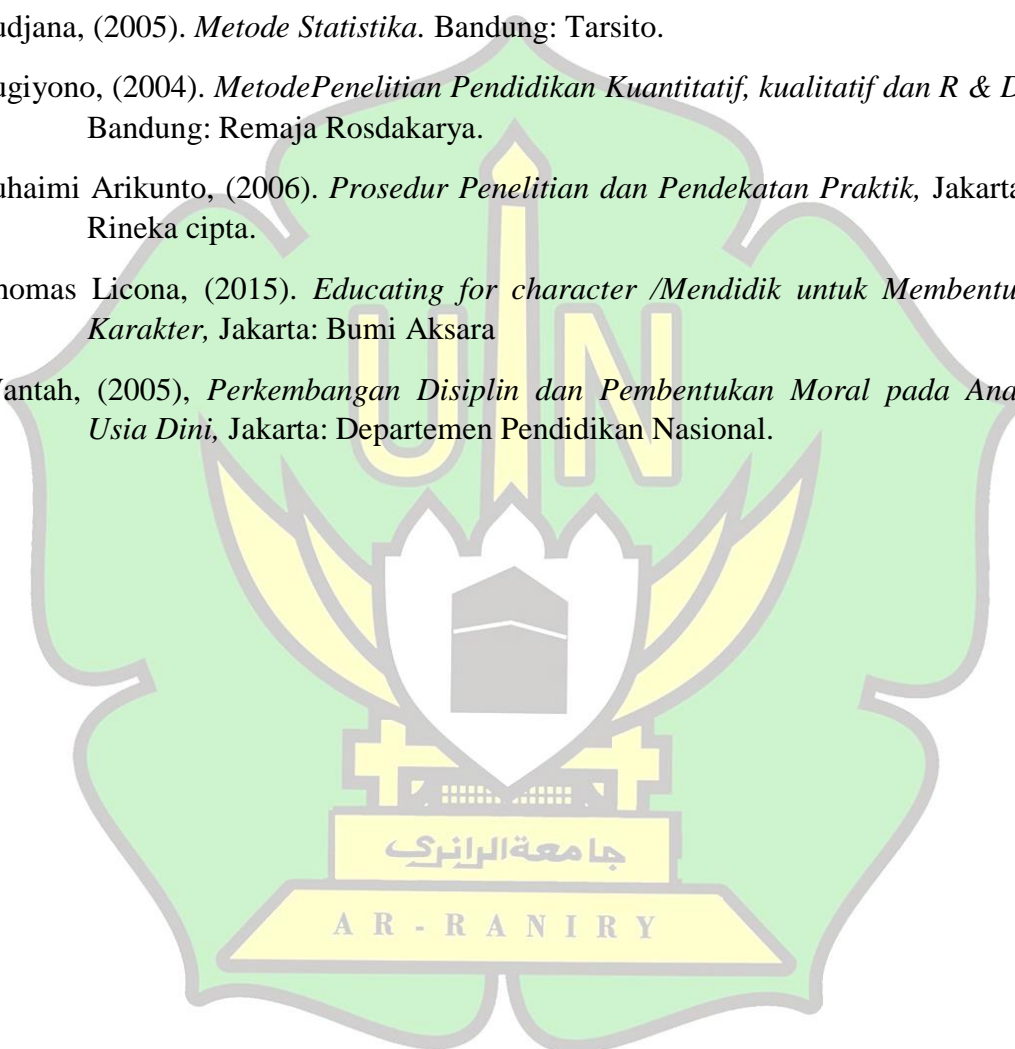 udjana, (2005). Metode Statistika. Bandung: Tarsito.
ugiyono, (2004). MetodePenelitian Pendidikan Kuantitatif, kualitatif dan R & D
Bandung: Remaja Rosdakarya.
uhaimi Arikunto, (2006). Prosedur Penelitian dan Pendekatan Praktik, Jakarta
Rineka cipta.
homas Licona, (2015). Educating for character /Mendidik untuk Membentu
Karakter, Jakarta: Bumi Aksara
antah, (2005), Perkembangan Disiplin dan Pembentukan Moral pada Ana
Usia Dini, Jakarta: Departemen Pendidikan Nasional.
UIN
جامعةالرانري
AR-RANIRY